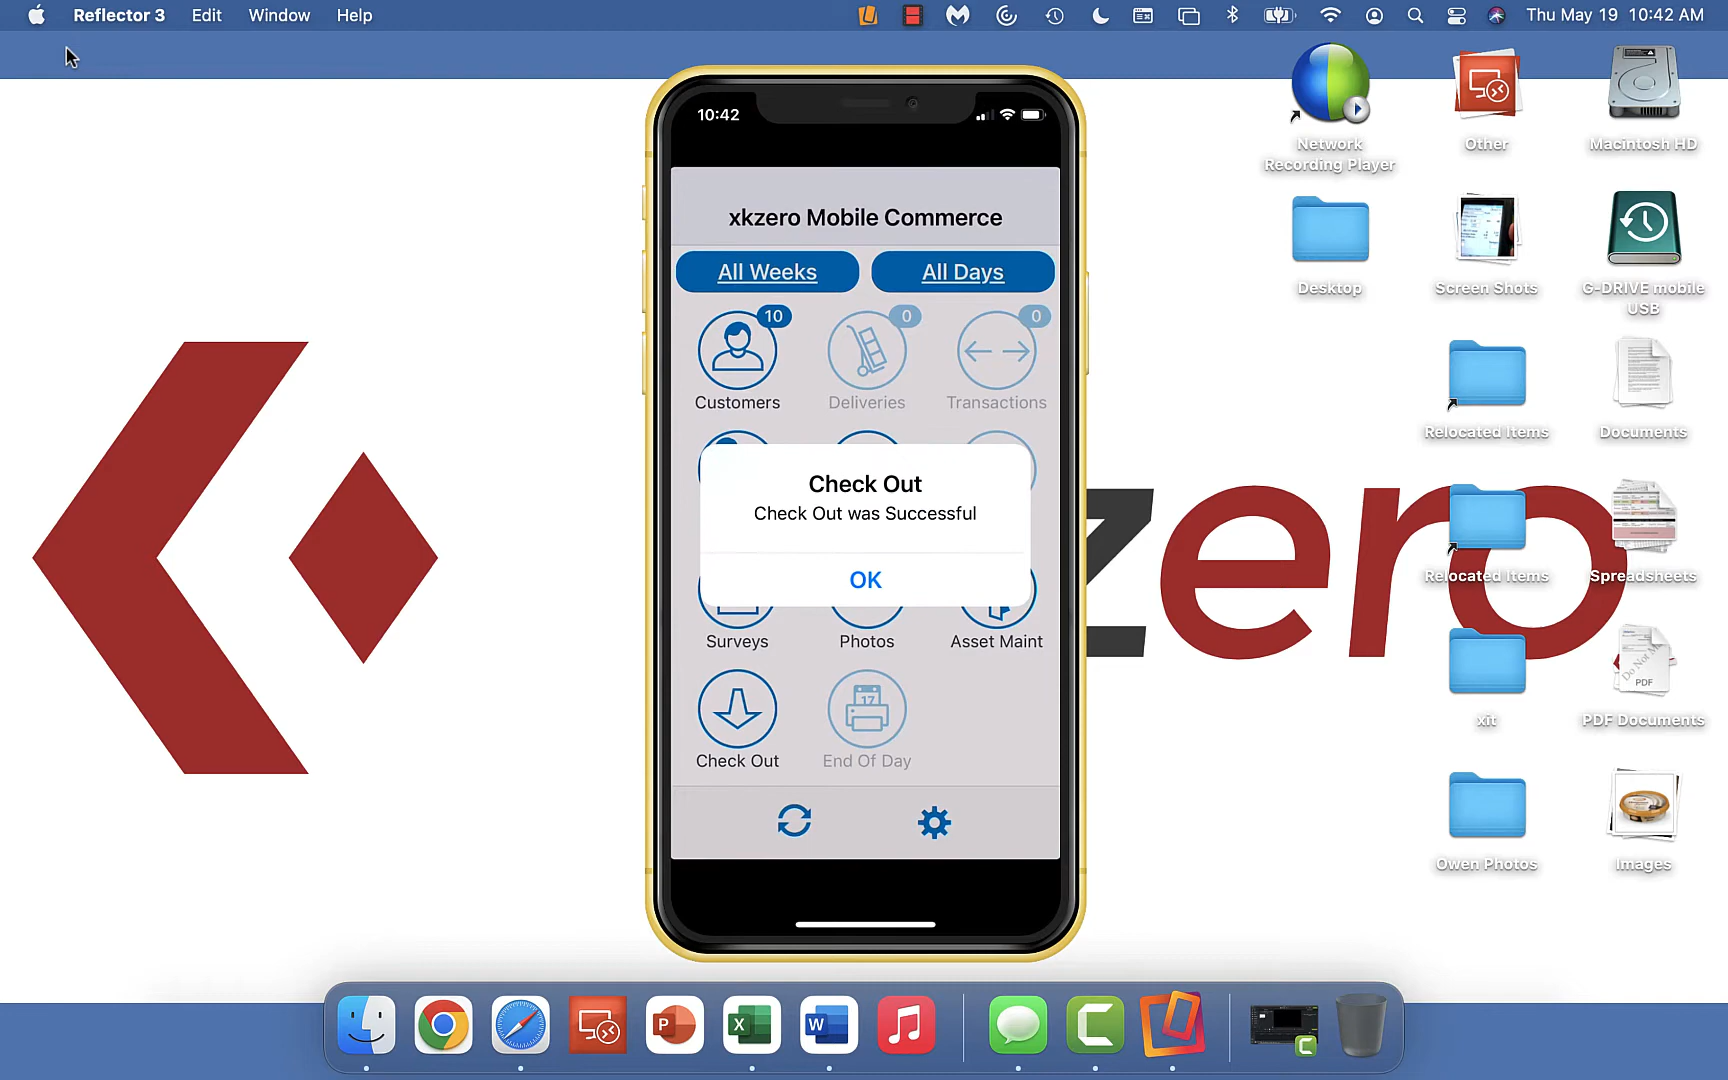 Reflector 3 Edit Window Help Thu May 19 10:42 AM
10:42
xkzero Mobile Commerce
All Weeks All Days
10 0 0
Customers Deliveries Transactions
Check Out
Check Out was Successful
OK
Surveys Photos Asset Maint
17
Check Out End Of Day
zero
Network
Recording Player
Other
Macintosh HD
Desktop
Screen Shots
G-DRIVE mobile
USB
Relocated Items
Documents
Relocated Items
Spreadsheets
xit
PDF
PDF Documents
Owen Photos
Images
P X W C C